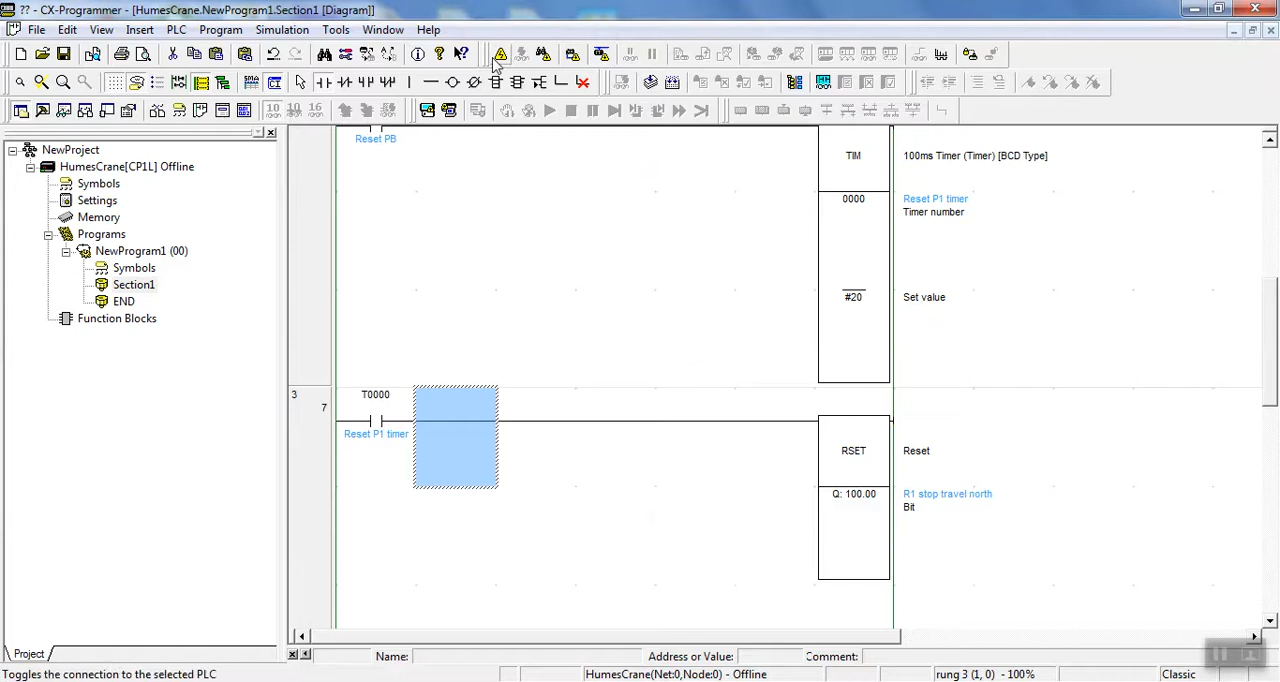 ?? - CX-Programmer - [HumesCrane.NewProgram1.Section1 [Diagram]]
File Edit View Insert PLC Program Simulation Tools Window Help
10 10 16
NewProject
HumesCrane[CP1L] Offline
Symbols
Settings
Memory
Programs
NewProgram1 (00)
Symbols
Section1
END
Function Blocks
Project
Reset PB
TIM
100ms Timer (Timer) [BCD Type]
0000
Reset P1 timer
Timer number
#20
Set value
3
7
T0000
Reset P1 timer
RSET
Reset
Q: 100.00
R1 stop travel north
Bit
Name:
Address or Value:
Comment:
Toggles the connection to the selected PLC
HumesCrane(Net:0,Node:0) - Offline
rung 3 (1, 0) - 100%
Classic